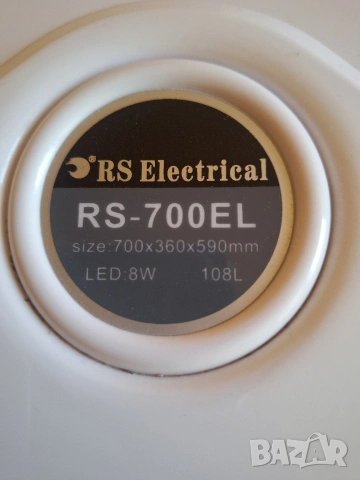 ® RS Electrical
RS-700EL
size:700x360x590mm
LED:8W 108L
BAZAR